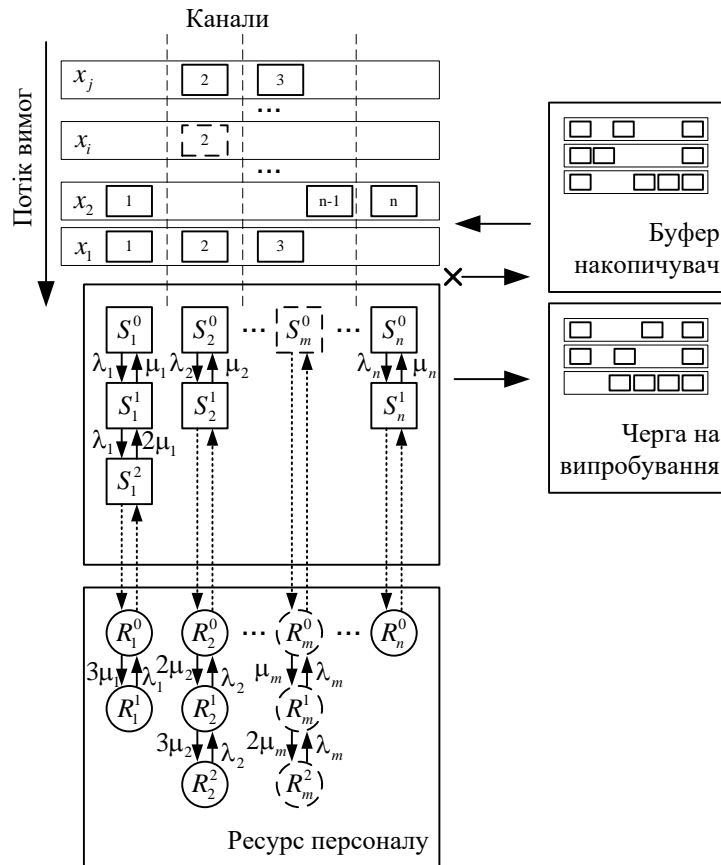 Канали
Потік вимог
x_j 2 3
...
x_i 2
...
x_2 1 n-1 n
x_1 1 2 3
Буфер
накопичувач
S_1^0 S_2^0 ... S_m^0 ... S_n^0
λ_1 μ_1 λ_2 μ_2 λ_n μ_n
S_1^1 S_2^1 S_n^1
λ_1 2μ_1
S_1^2
Черга на
випробування
R_1^0 R_2^0 ... R_m^0 ... R_n^0
3μ_1 λ_1 2μ_2 λ_2 μ_m λ_m
R_1^1 R_2^1 R_m^1
3μ_2 λ_2 2μ_m λ_m
R_2^2 R_m^2
Ресурс персоналу